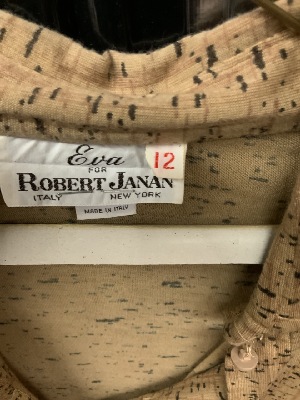 Eva 12
FOR
ROBERT JANAN
ITALY NEW YORK
MADE IN ITALY